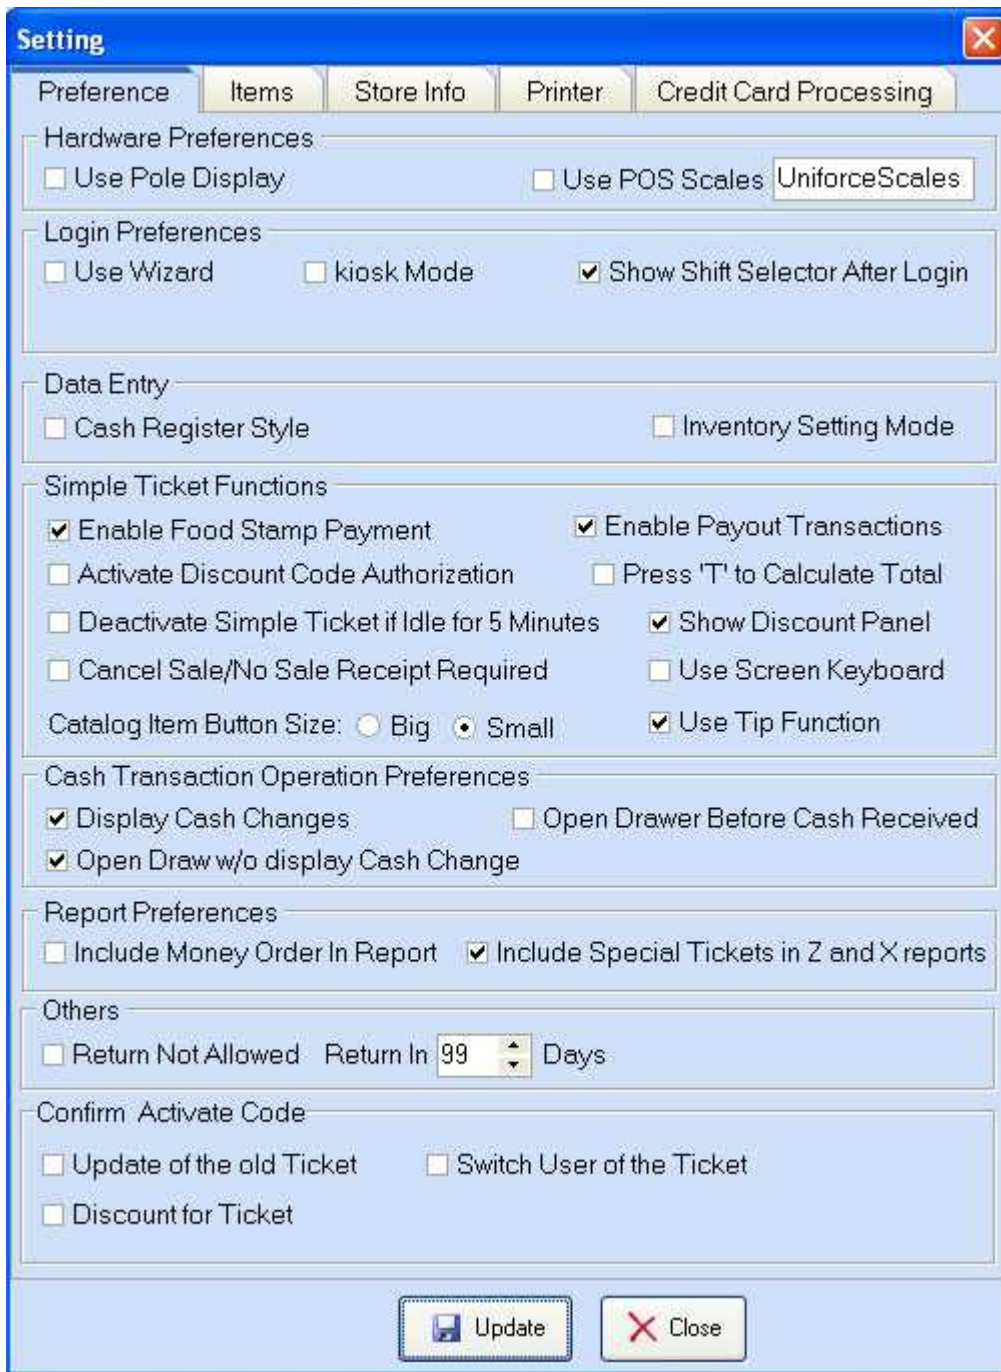 Setting
Preference Items Store Info Printer Credit Card Processing
Hardware Preferences
Use Pole Display Use POS Scales UniforceScales
Login Preferences
Use Wizard kiosk Mode Show Shift Selector After Login
Data Entry
Cash Register Style Inventory Setting Mode
Simple Ticket Functions
Enable Food Stamp Payment Enable Payout Transactions
Activate Discount Code Authorization Press 'T' to Calculate Total
Deactivate Simple Ticket if Idle for 5 Minutes Show Discount Panel
Cancel Sale/No Sale Receipt Required Use Screen Keyboard
Catalog Item Button Size: Big Small Use Tip Function
Cash Transaction Operation Preferences
Display Cash Changes Open Drawer Before Cash Received
Open Draw w/o display Cash Change
Report Preferences
Include Money Order In Report Include Special Tickets in Z and X reports
Others
Return Not Allowed Return In 99 Days
Confirm Activate Code
Update of the old Ticket Switch User of the Ticket
Discount for Ticket
Update Close